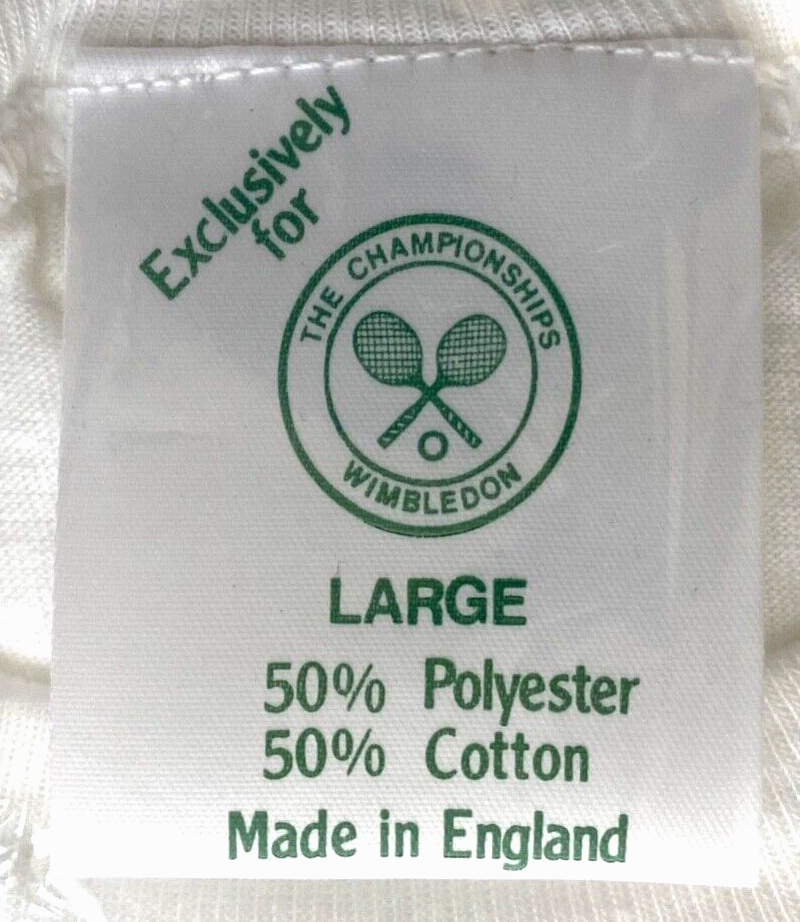 Exclusively
for
THE CHAMPIONSHIPS
WIMBLEDON
LARGE
50% Polyester
50% Cotton
Made in England